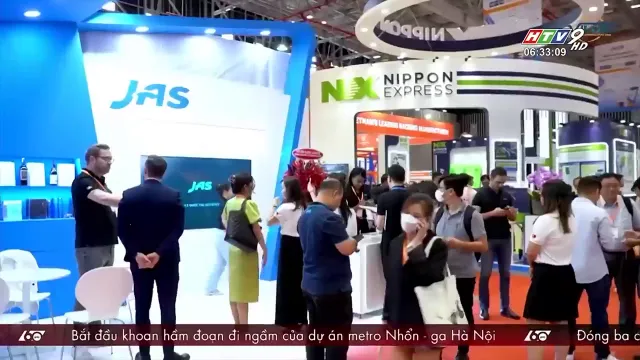 HTV9
HD
06:33:09
NIPPON
JAS
NX NIPPON
EXPRESS
JAS
Bắt đầu khoan hầm đoạn đi ngầm của dự án metro Nhổn - ga Hà Nội
Đóng ba c